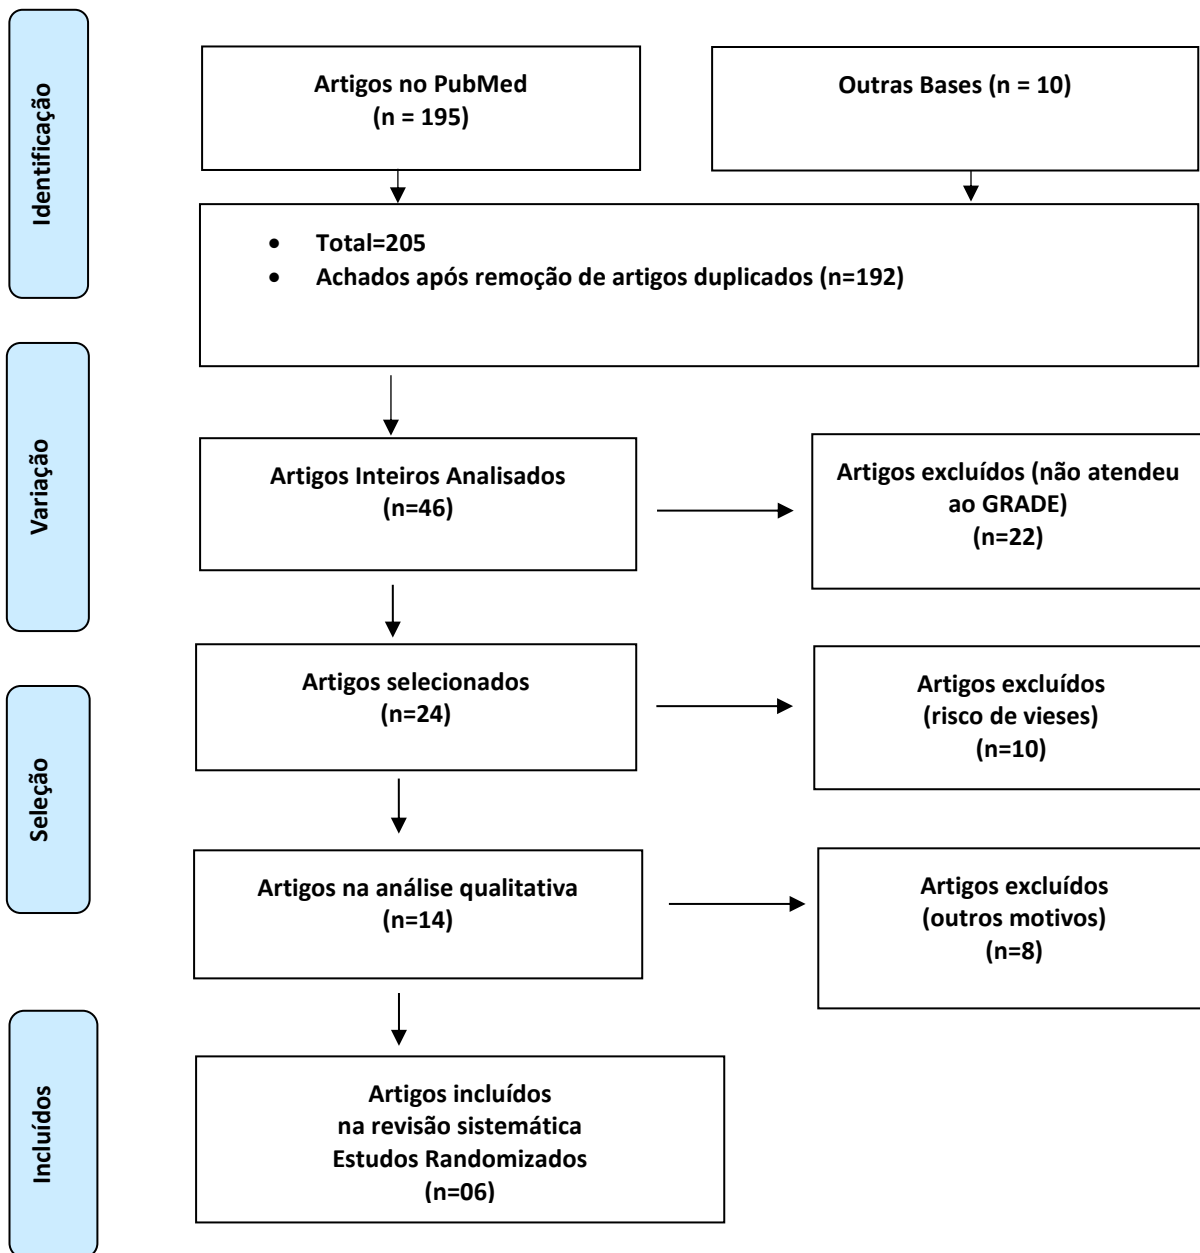 Identificação
Artigos no PubMed
(n = 195)
Outras Bases (n = 10)
• Total=205
• Achados após remoção de artigos duplicados (n=192)
Variação
Artigos Inteiros Analisados
(n=46)
Artigos excluídos (não atendeu
ao GRADE)
(n=22)
Seleção
Artigos selecionados
(n=24)
Artigos excluídos
(risco de vieses)
(n=10)
Artigos na análise qualitativa
(n=14)
Artigos excluídos
(outros motivos)
(n=8)
Incluídos
Artigos incluídos
na revisão sistemática
Estudos Randomizados
(n=06)